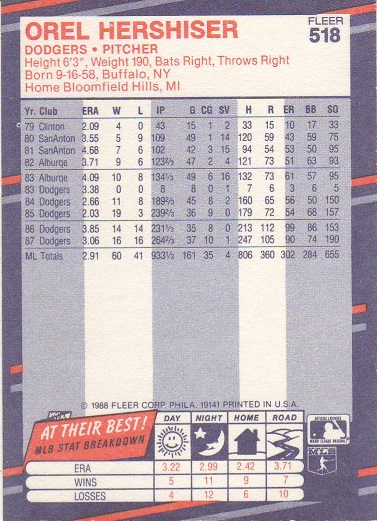 OREL HERSHISER
FLEER
518
DODGERS • PITCHER
Height 6'3", Weight 190, Bats Right, Throws Right
Born 9-16-58, Buffalo, NY
Home Bloomfield Hills, MI
Yr. Club ERA W L IP G CG SV H R ER BB SO
79 Clinton 2.09 4 0 43 15 1 2 33 15 10 17 33
80 SanAnton 3.55 5 9 109 49 1 14 120 59 43 59 75
81 SanAnton 4.68 7 6 102 42 3 15 94 54 53 50 95
82 Alburqe 3.71 9 6 123⅔ 47 2 4 121 73 51 63 93
83 Alburqe 4.09 10 8 134⅓ 49 6 16 132 73 61 57 95
83 Dodgers 3.38 0 0 8 8 0 1 7 6 3 6 5
84 Dodgers 2.66 11 8 189⅔ 45 8 2 160 65 56 50 150
85 Dodgers 2.03 19 3 239⅔ 36 9 0 179 72 54 68 157
86 Dodgers 3.85 14 14 231⅓ 35 8 0 213 112 99 86 153
87 Dodgers 3.06 16 16 264⅔ 37 10 1 247 105 90 74 190
ML Totals 2.91 60 41 933⅓ 161 35 4 806 360 302 284 655
© 1988 FLEER CORP. PHILA. 19141 PRINTED IN U.S.A.
AT THEIR BEST!
MLB STAT BREAKDOWN
DAY NIGHT HOME ROAD
OFFICIAL LICENSEE
MAJOR LEAGUE BASEBALL
ERA 3.22 2.99 2.42 3.71
WINS 5 11 9 7
LOSSES 4 12 6 10